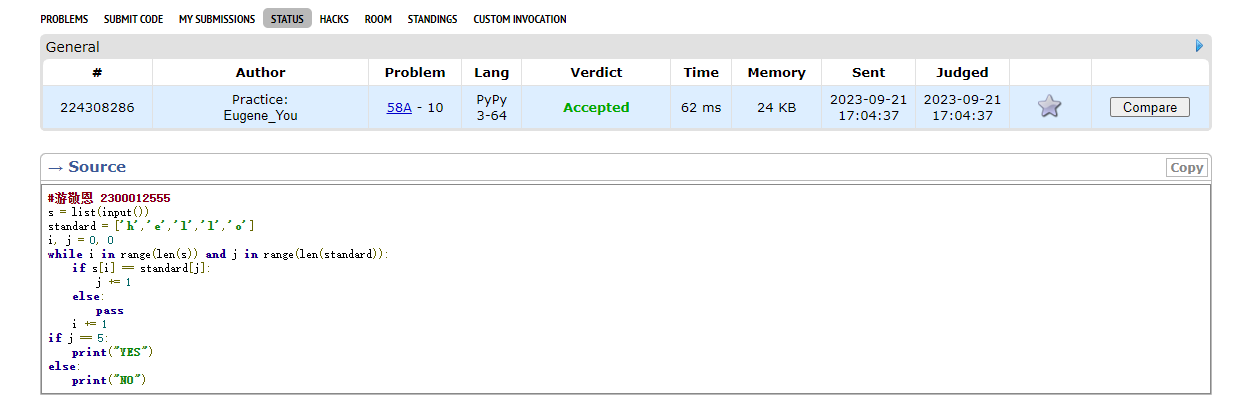 PROBLEMS SUBMIT CODE MY SUBMISSIONS STATUS HACKS ROOM STANDINGS CUSTOM INVOCATION
General
# Author Problem Lang Verdict Time Memory Sent Judged
224308286 Practice: Eugene_You 58A - 10 PyPy 3-64 Accepted 62 ms 24 KB 2023-09-21 17:04:37 2023-09-21 17:04:37 Compare
→ Source Copy
#游敬恩 2300012555
s = list(input())
standard = ['h','e','l','l','o']
i, j = 0, 0
while i in range(len(s)) and j in range(len(standard)):
    if s[i] == standard[j]:
        j += 1
    else:
        pass
    i += 1
if j == 5:
    print("YES")
else:
    print("NO")